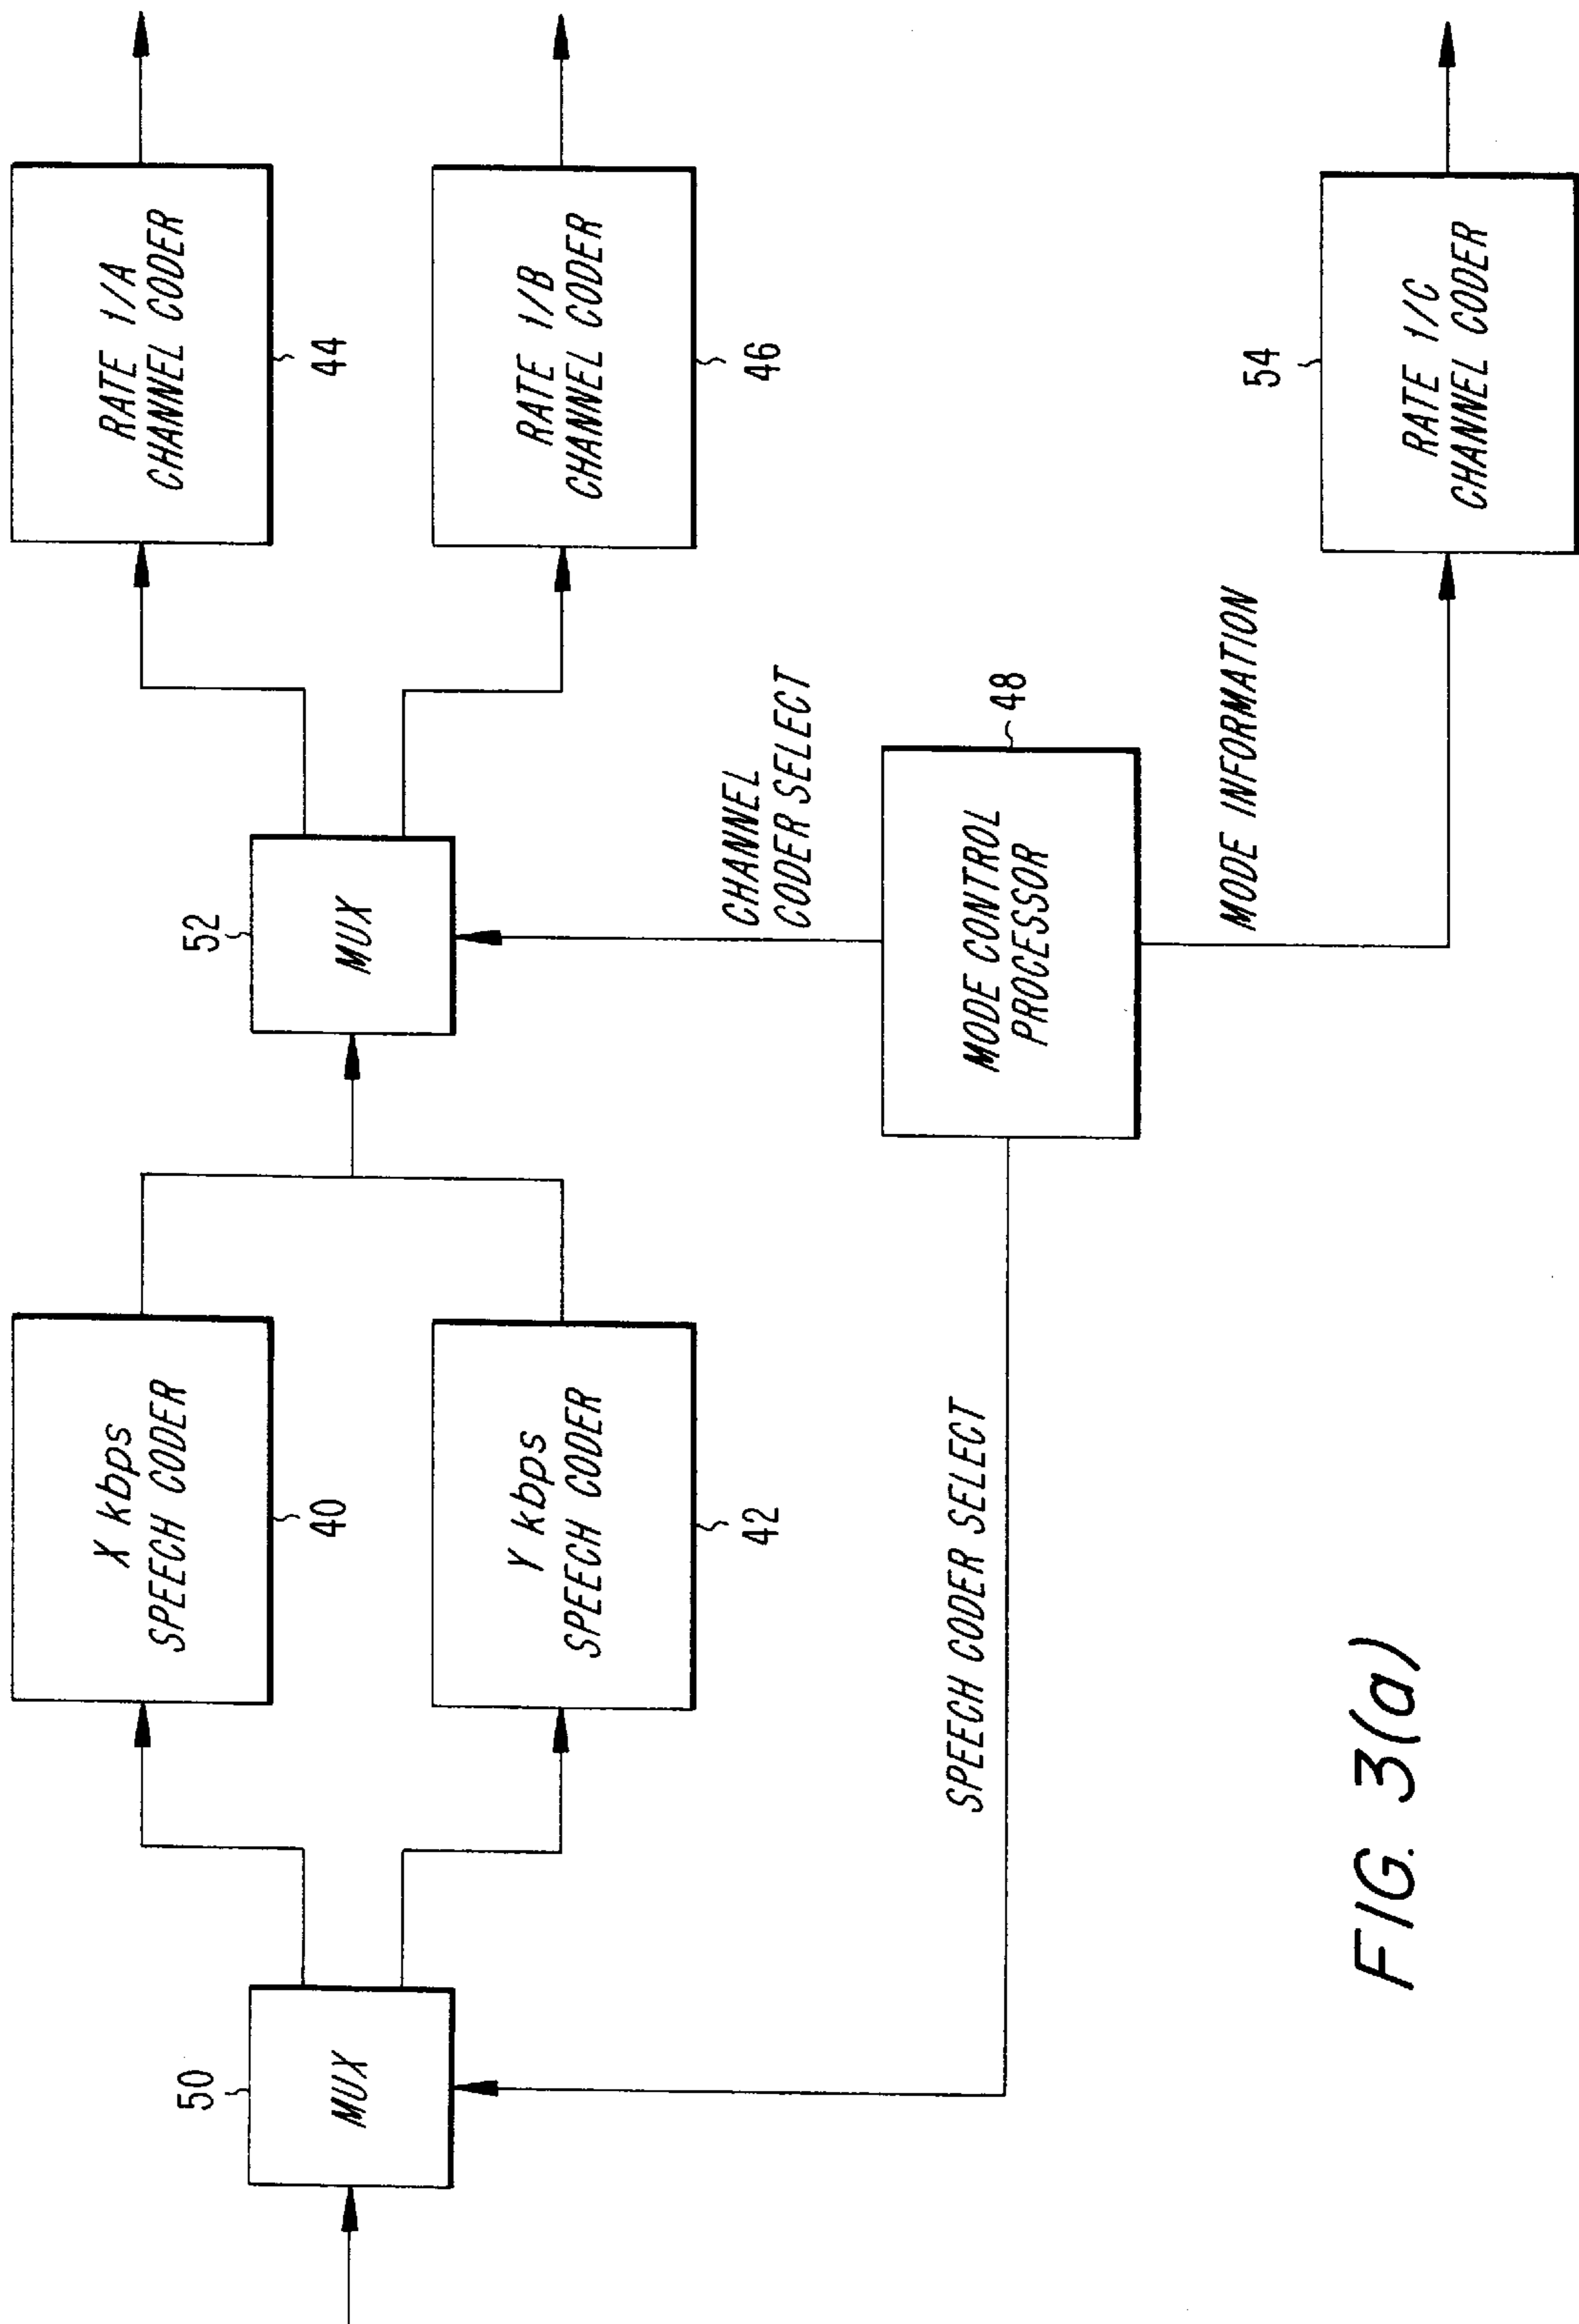 X kbps
SPEECH CODER
40
Y kbps
SPEECH CODER
42
50
MUX
52
MUX
RATE 1/A
CHANNEL CODER
44
RATE 1/B
CHANNEL CODER
46
CHANNEL
CODER SELECT
MODE CONTROL
PROCESSOR
48
SPEECH CODER SELECT
MODE INFORMATION
54
RATE 1/C
CHANNEL CODER
FIG. 3(a)